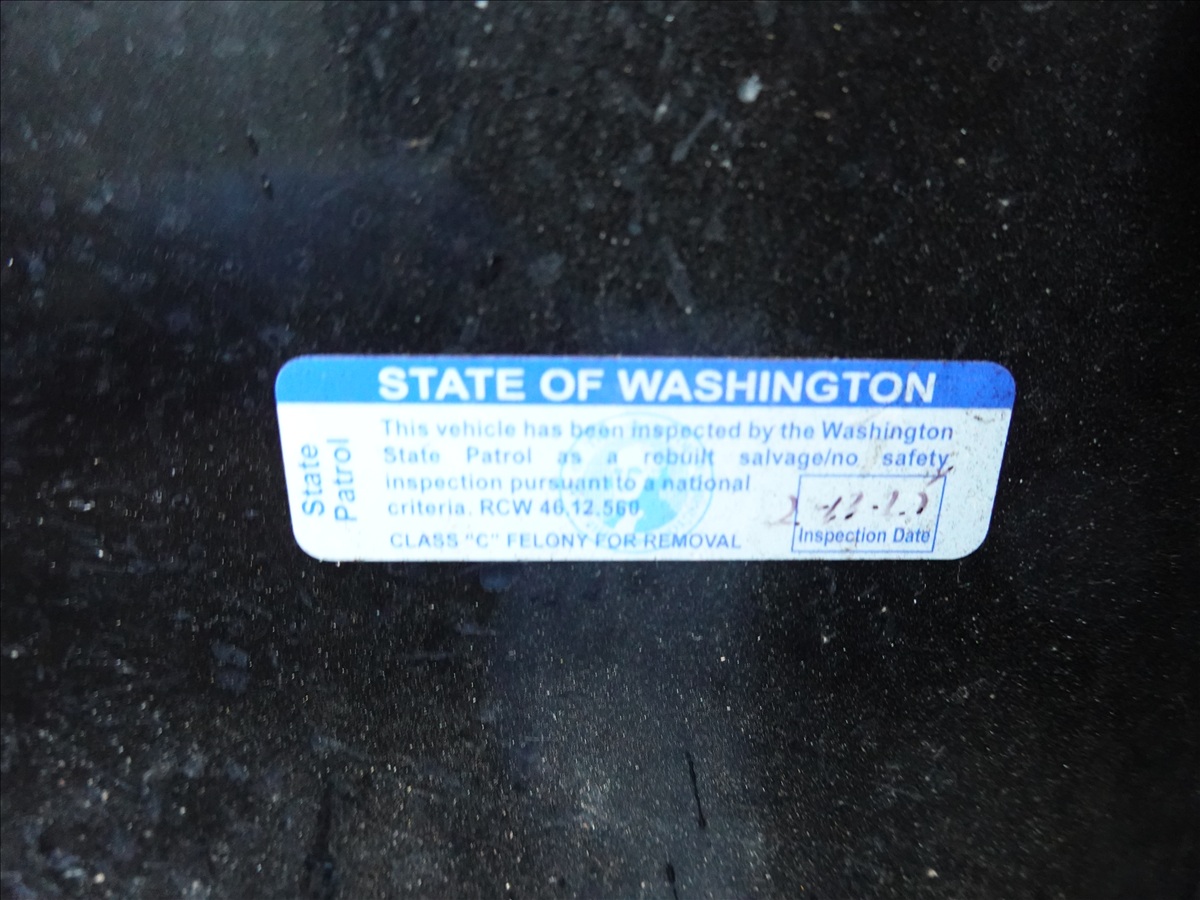 STATE OF WASHINGTON
State
Patrol
This vehicle has been inspected by the Washington
State Patrol as a rebuilt salvage/no safety
inspection pursuant to a national
criteria. RCW 46.12.560
CLASS "C" FELONY FOR REMOVAL
Inspection Date